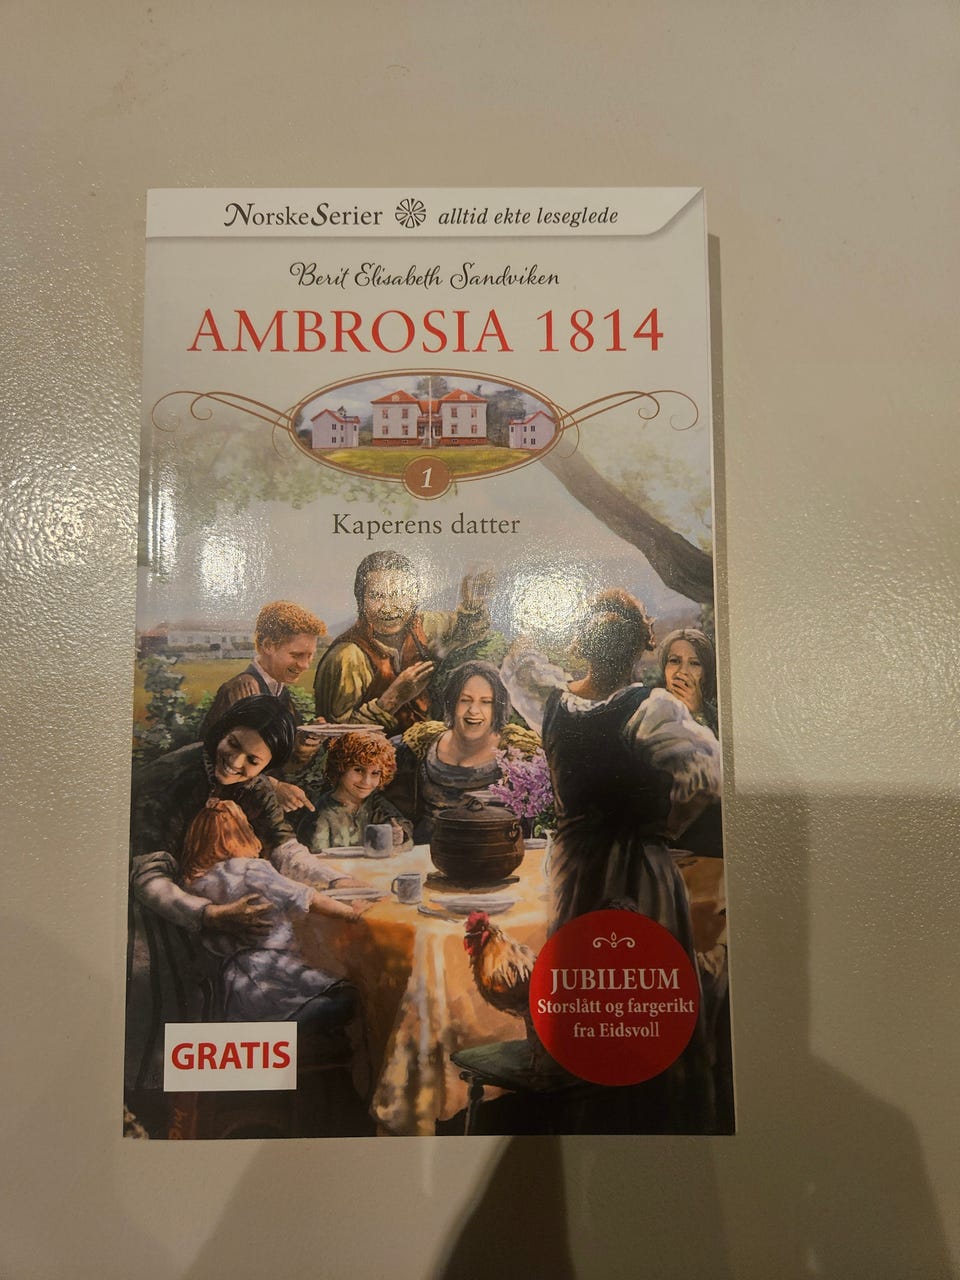 NorskeSerier alltid ekte leseglede
Berit Elisabeth Sandviken
AMBROSIA 1814
1
Kaperens datter
JUBILEUM
Storslått og fargerikt
fra Eidsvoll
GRATIS